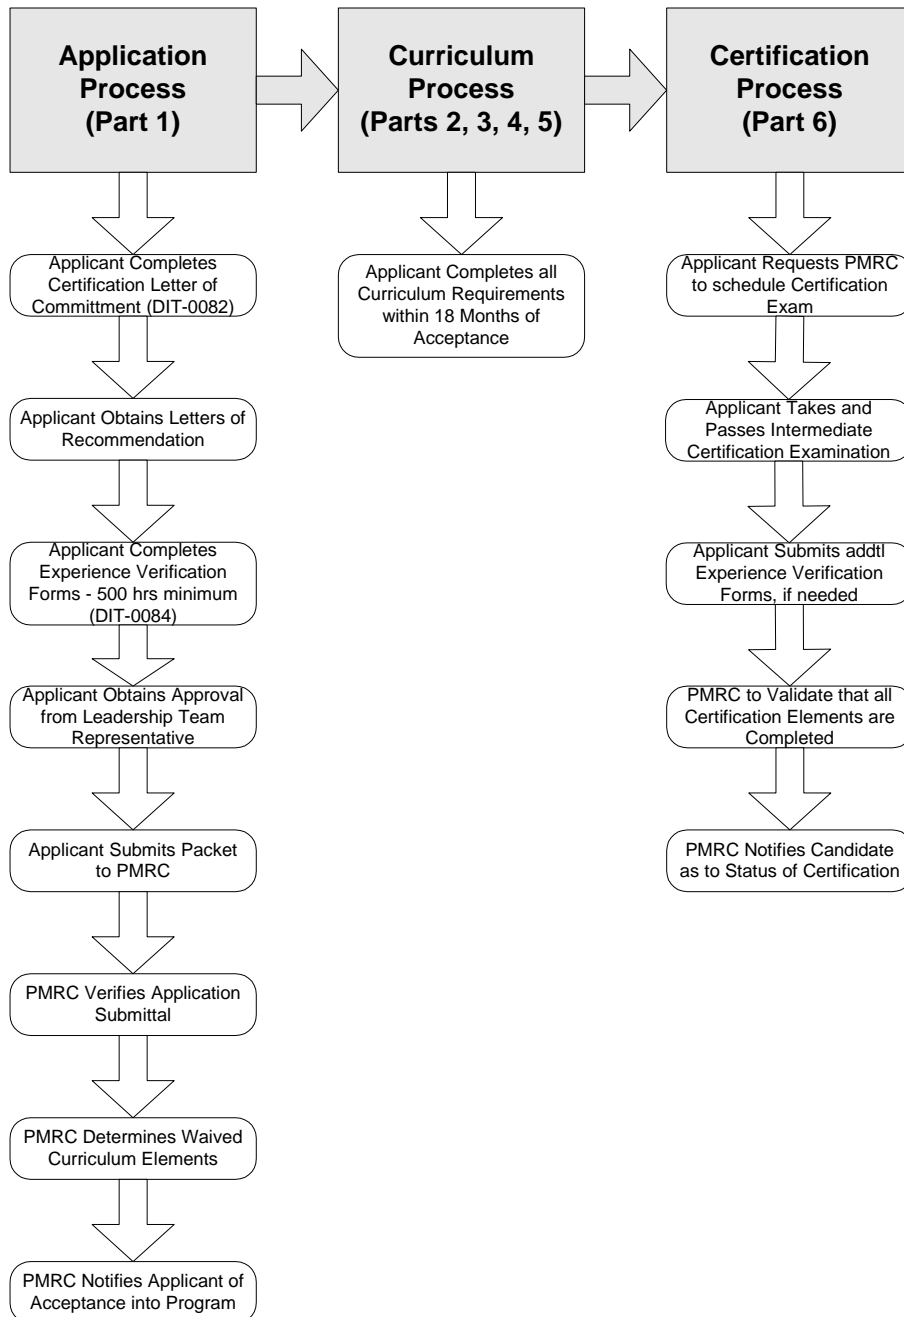 Application
Process
(Part 1)
Curriculum
Process
(Parts 2, 3, 4, 5)
Certification
Process
(Part 6)
Applicant Completes
Certification Letter of
Committment (DIT-0082)
Applicant Obtains Letters of
Recommendation
Applicant Completes
Experience Verification
Forms - 500 hrs minimum
(DIT-0084)
Applicant Obtains Approval
from Leadership Team
Representative
Applicant Submits Packet
to PMRC
PMRC Verifies Application
Submittal
PMRC Determines Waived
Curriculum Elements
PMRC Notifies Applicant of
Acceptance into Program
Applicant Completes all
Curriculum Requirements
within 18 Months of
Acceptance
Applicant Requests PMRC
to schedule Certification
Exam
Applicant Takes and
Passes Intermediate
Certification Examination
Applicant Submits addtl
Experience Verification
Forms, if needed
PMRC to Validate that all
Certification Elements are
Completed
PMRC Notifies Candidate
as to Status of Certification